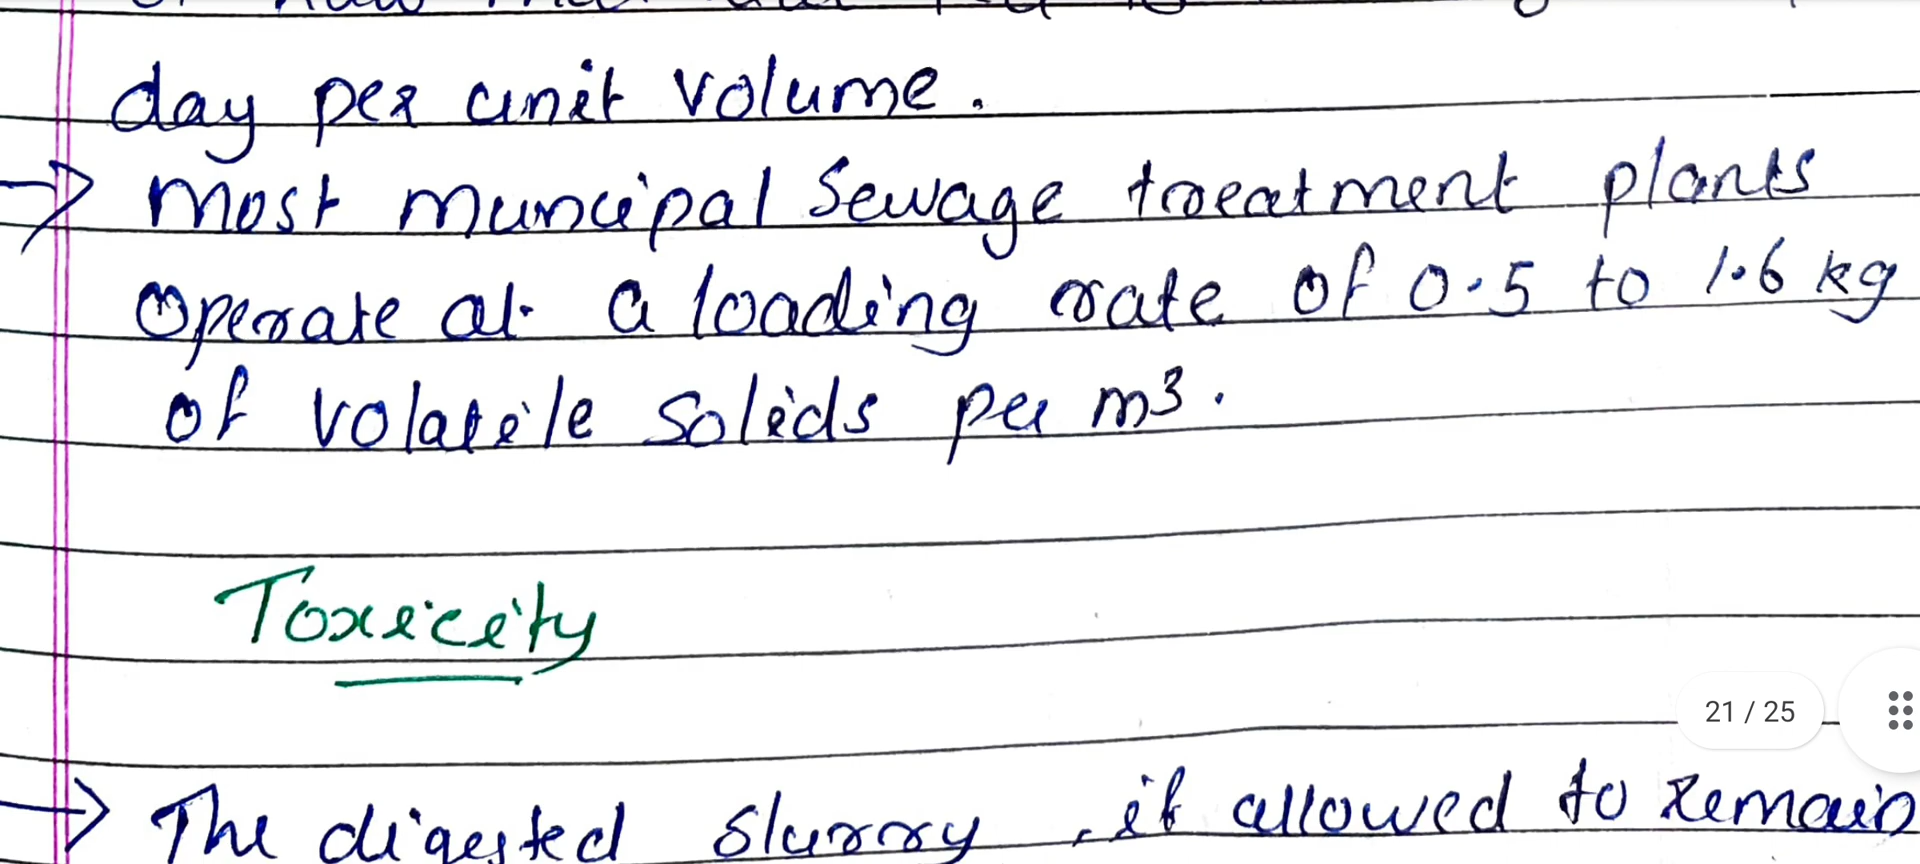 day per unit volume.
→ Most muncipal Sewage treatment plants
operate at a loading rate of 0.5 to 1.6 kg
of volatile solids per m3.
Toxicity
21 / 25
→ The digested slurry, if allowed to remain